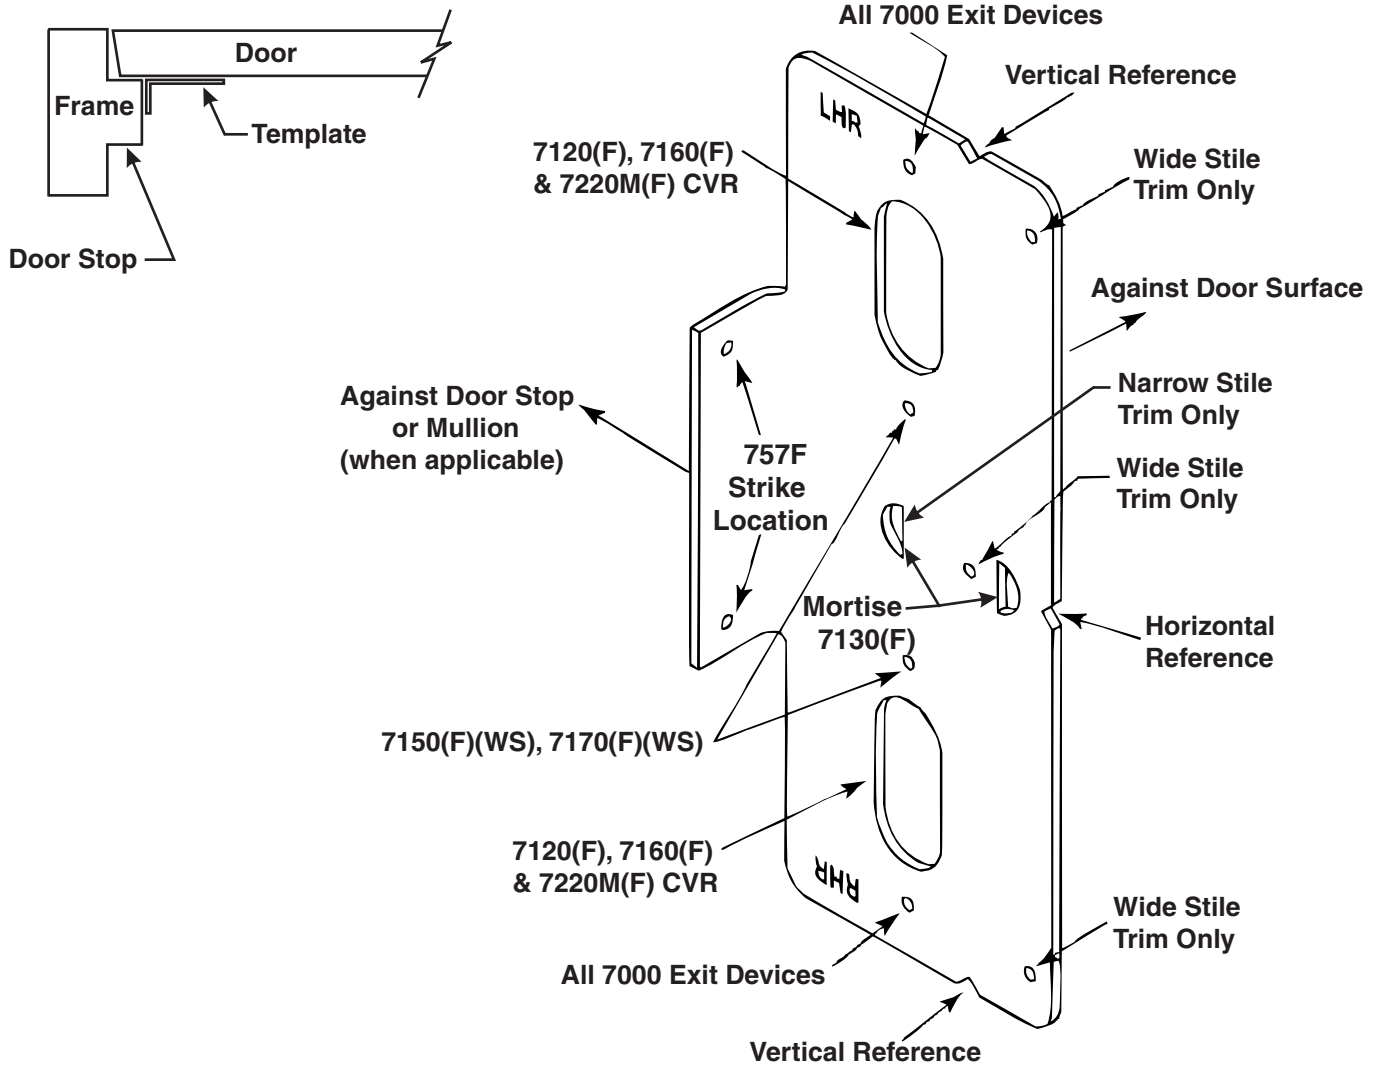 All 7000 Exit Devices
Door
Vertical Reference
Frame
LHR
Template
7120(F), 7160(F)
& 7220M(F) CVR
Wide Stile
Trim Only
Door Stop
Against Door Surface
Against Door Stop
or Mullion
(when applicable)
Narrow Stile
Trim Only
757F
Strike
Location
Wide Stile
Trim Only
Mortise
7130(F)
Horizontal
Reference
7150(F)(WS), 7170(F)(WS)
7120(F), 7160(F)
& 7220M(F) CVR
RHR
Wide Stile
Trim Only
All 7000 Exit Devices
Vertical Reference